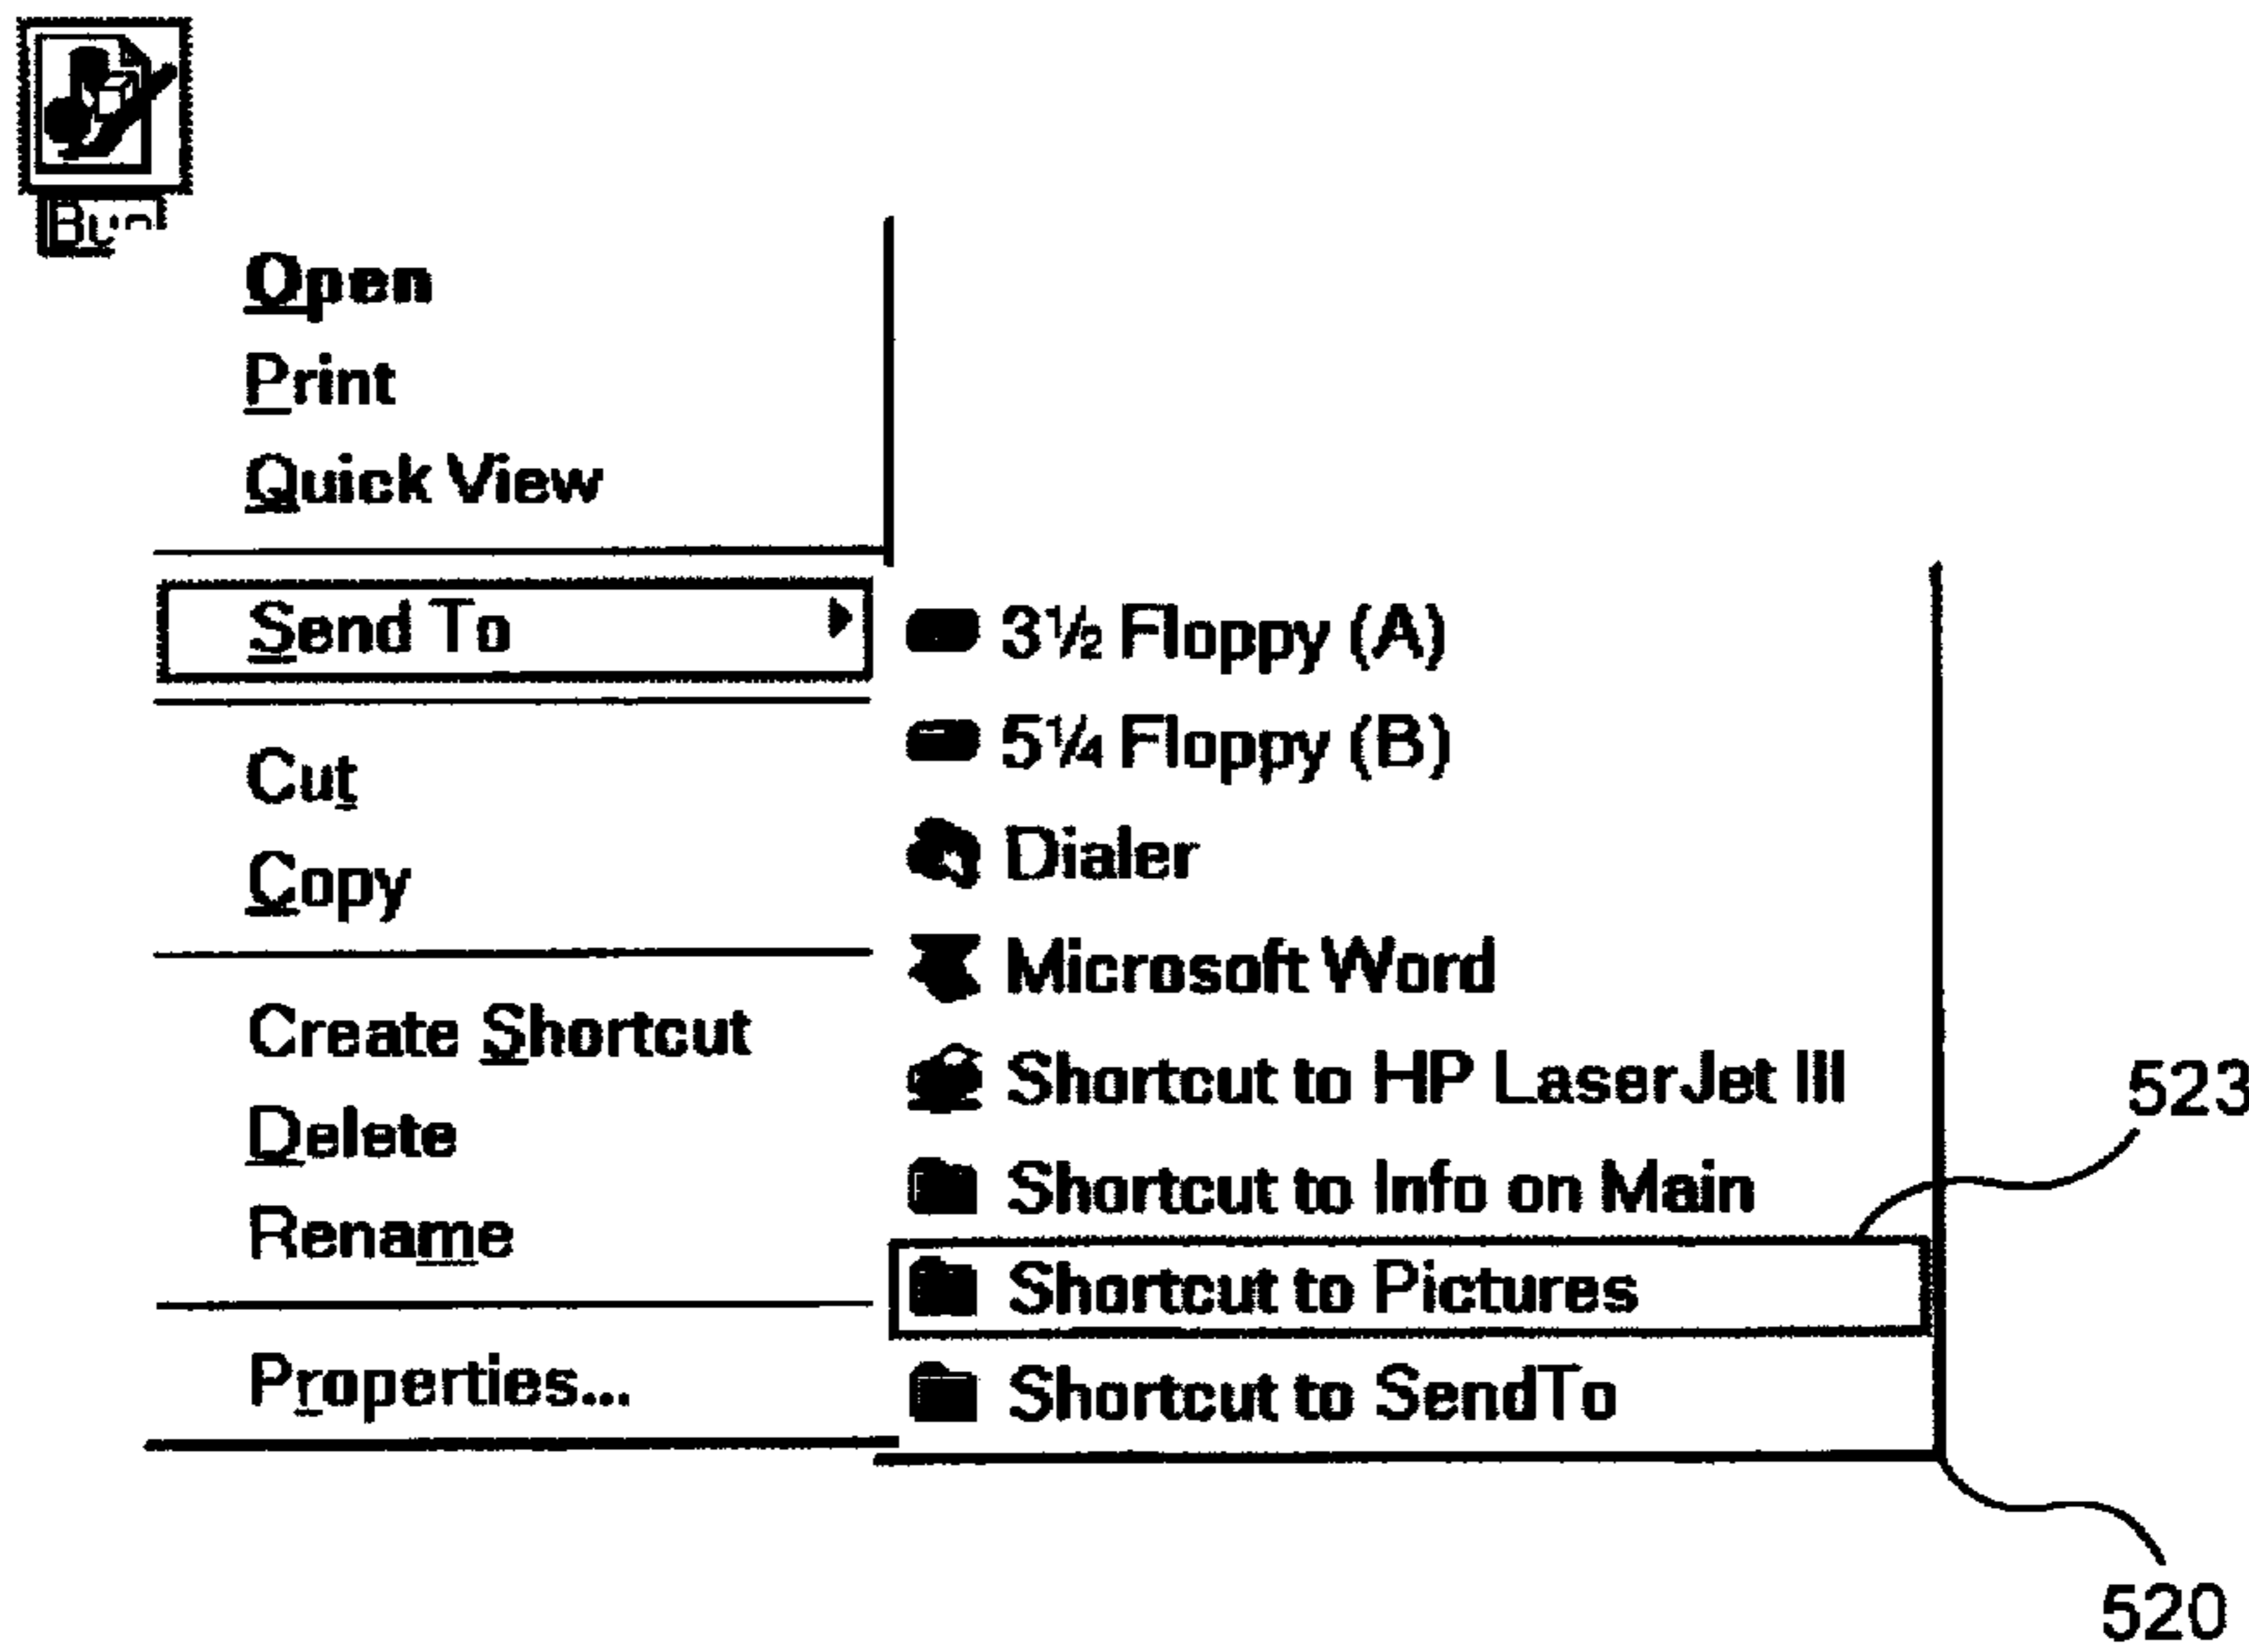 Open
Print
Quick View
Send To
Cut
Copy
Create Shortcut
Delete
Rename
Properties...
3½ Floppy (A)
5¼ Floppy (B)
Dialer
Microsoft Word
Shortcut to HP LaserJet III
Shortcut to Info on Main
Shortcut to Pictures
Shortcut to SendTo
523
520